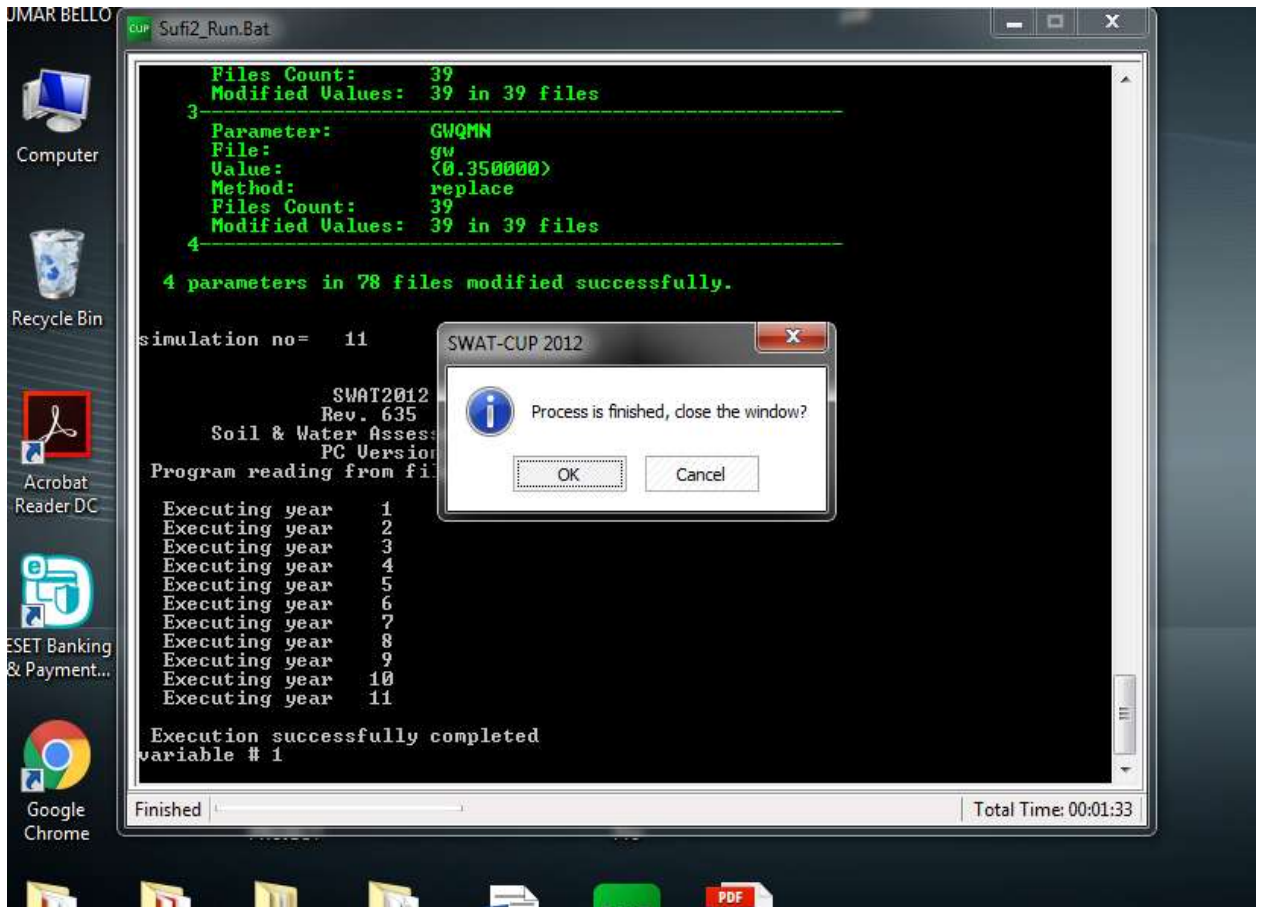 UMAR BELLO
Sufi2_Run.Bat
Files Count: 39
Modified Values: 39 in 39 files
3
Parameter: GWQMN
File: gw
Value: (0.350000)
Method: replace
Files Count: 39
Modified Values: 39 in 39 files
4
4 parameters in 78 files modified successfully.
simulation no= 11
SWAT2012
Rev. 635
Soil & Water
PC Version
Program reading from
Executing year 1
Executing year 2
Executing year 3
Executing year 4
Executing year 5
Executing year 6
Executing year 7
Executing year 8
Executing year 9
Executing year 10
Executing year 11
Execution successfully completed
variable # 1
Finished
Total Time: 00:01:33
SWAT-CUP 2012
Process is finished, close the window?
OK
Cancel
Computer
Recycle Bin
Acrobat
Reader DC
ESET Banking
& Payment...
Google
Chrome
CUP
PDF